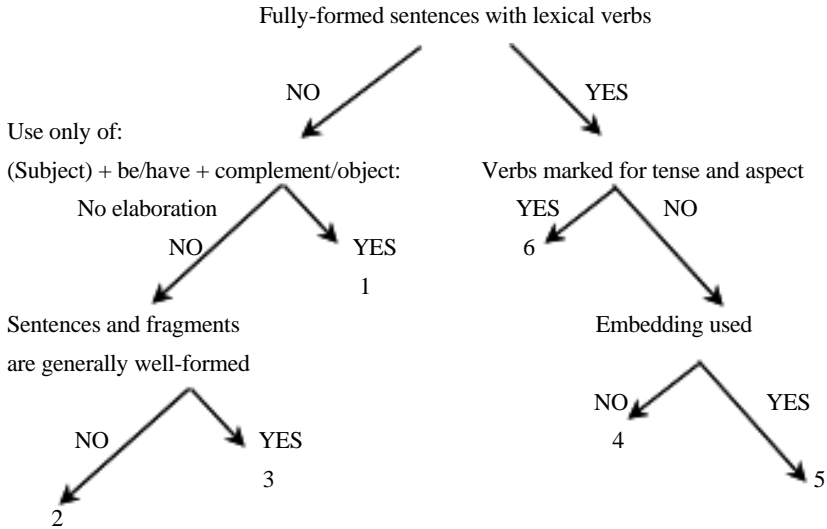 Fully-formed sentences with lexical verbs
NO
YES
Use only of:
(Subject) + be/have + complement/object:
Verbs marked for tense and aspect
No elaboration
YES
NO
NO
YES
6
1
Sentences and fragments
Embedding used
are generally well-formed
NO
YES
NO
YES
4
3
5
2